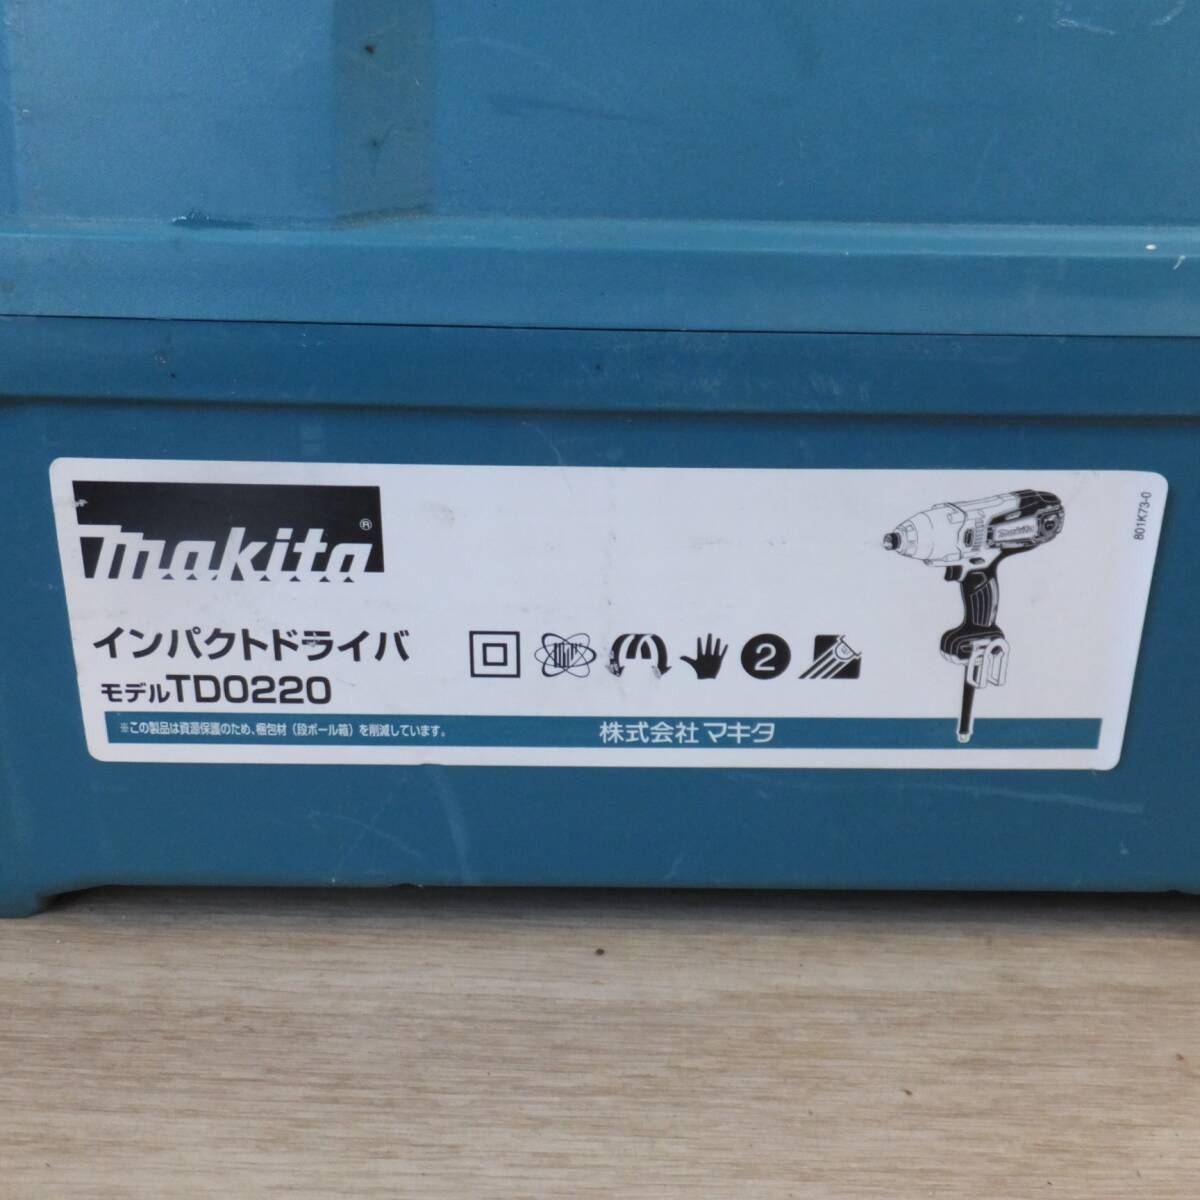 makita®
インパクトドライバ
モデルTD0220
※この製品は資源保護のため、梱包材（段ボール箱）を削減しています。
株式会社マキタ
2
makita
801K73-0